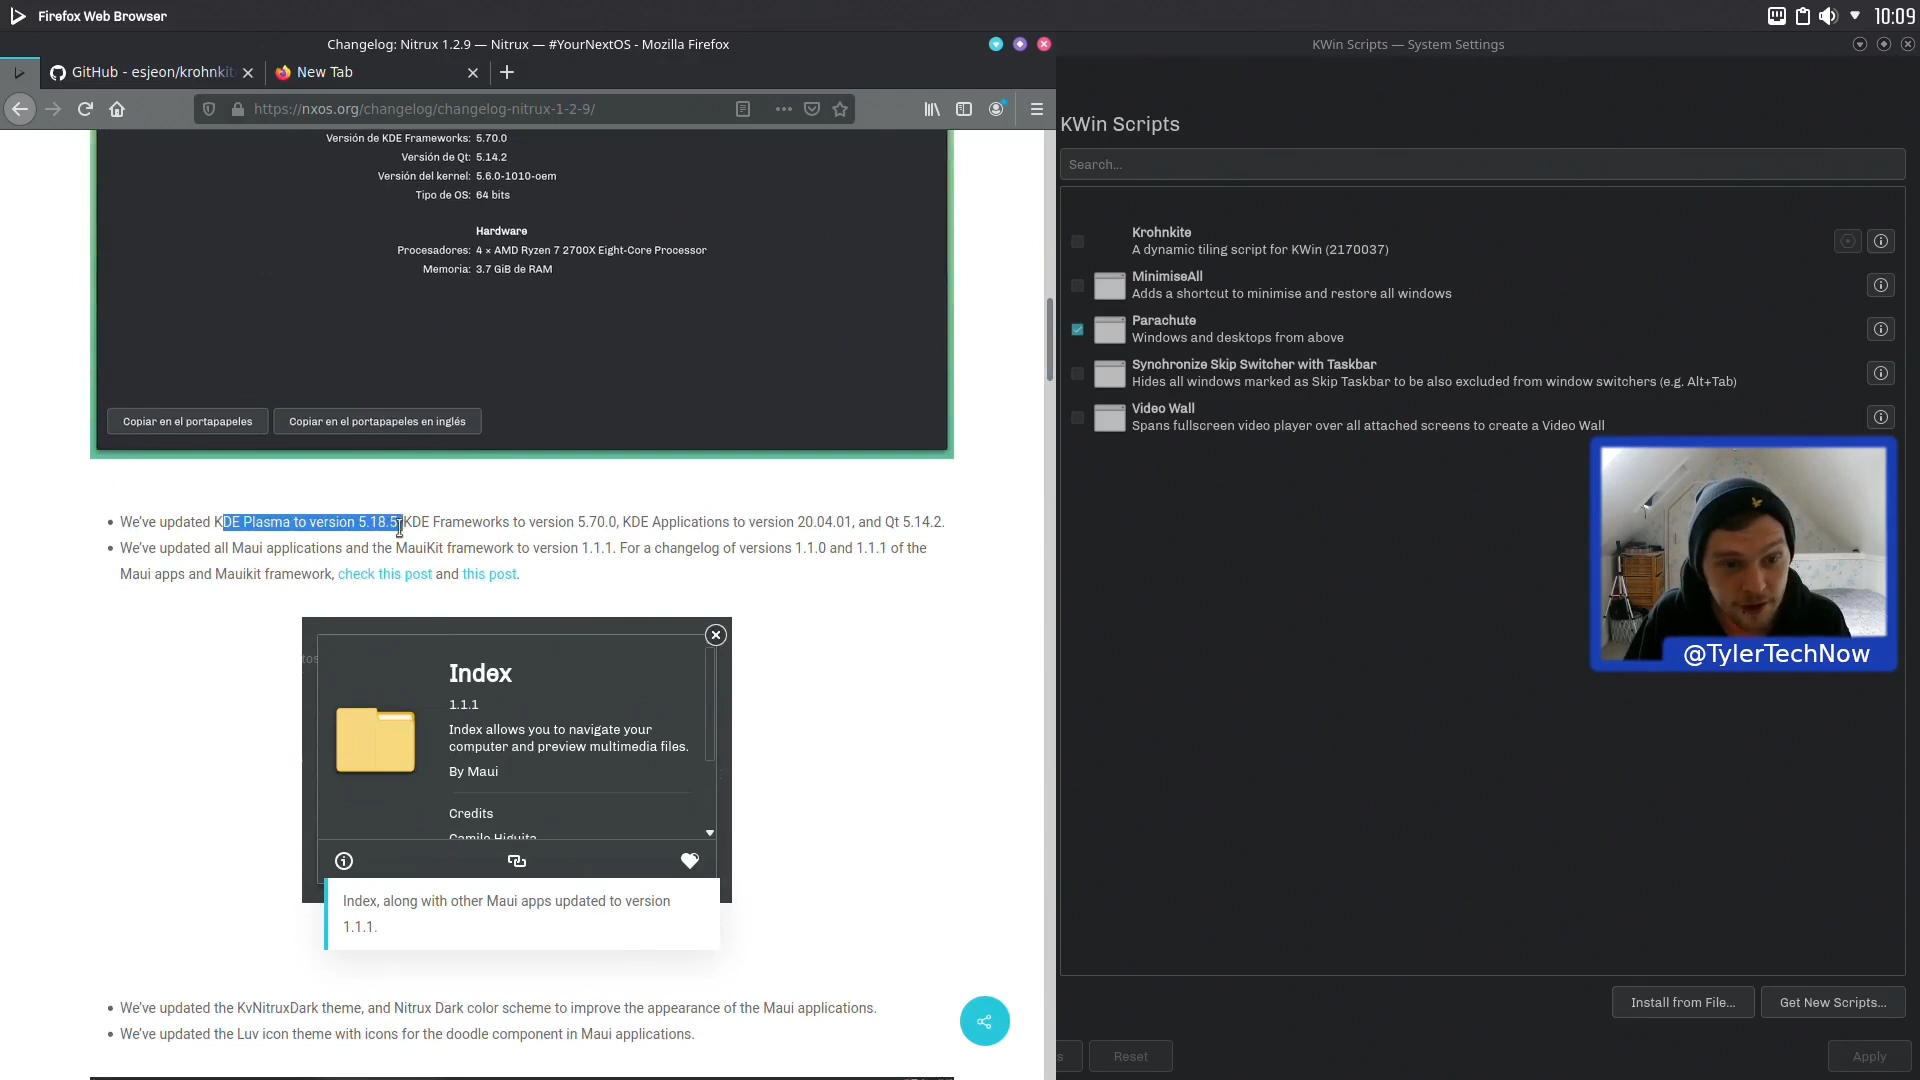 Firefox Web Browser
10:09
Changelog: Nitrux 1.2.9 — Nitrux — #YourNextOS - Mozilla Firefox
GitHub - esjeon/krohnkit
New Tab
https://nxos.org/changelog/changelog-nitrux-1-2-9/
Versión de KDE Frameworks: 5.70.0
Versión de Qt: 5.14.2
Versión del kernel: 5.6.0-1010-oem
Tipo de OS: 64 bits
Hardware
Procesadores: 4 × AMD Ryzen 7 2700X Eight-Core Processor
Memoria: 3.7 GiB de RAM
Copiar en el portapapeles
Copiar en el portapapeles en inglés
We've updated KDE Plasma to version 5.18.5, KDE Frameworks to version 5.70.0, KDE Applications to version 20.04.01, and Qt 5.14.2.
We've updated all Maui applications and the MauiKit framework to version 1.1.1. For a changelog of versions 1.1.0 and 1.1.1 of the
Maui apps and Mauikit framework, check this post and this post.
Index
1.1.1
Index allows you to navigate your
computer and preview multimedia files.
By Maui
Credits
Camilo Higuita
Index, along with other Maui apps updated to version
1.1.1.
We've updated the KvNitruxDark theme, and Nitrux Dark color scheme to improve the appearance of the Maui applications.
We've updated the Luv icon theme with icons for the doodle component in Maui applications.
KWin Scripts — System Settings
KWin Scripts
Search...
Krohnkite
A dynamic tiling script for KWin (2170037)
MinimiseAll
Adds a shortcut to minimise and restore all windows
Parachute
Windows and desktops from above
Synchronize Skip Switcher with Taskbar
Hides all windows marked as Skip Taskbar to be also excluded from window switchers (e.g. Alt+Tab)
Video Wall
Spans fullscreen video player over all attached screens to create a Video Wall
@TylerTechNow
Install from File...
Get New Scripts...
s
Reset
Apply